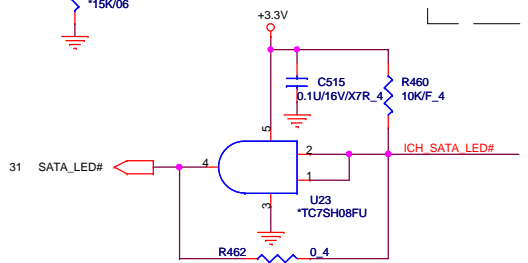 *15K/06
+3.3V
C515
0.1U/16V/X7R_4
R460
10K/F_4
5
2
ICH_SATA_LED#
31 SATA_LED#
4
1
U23
*TC7SH08FU
3
R462 0_4